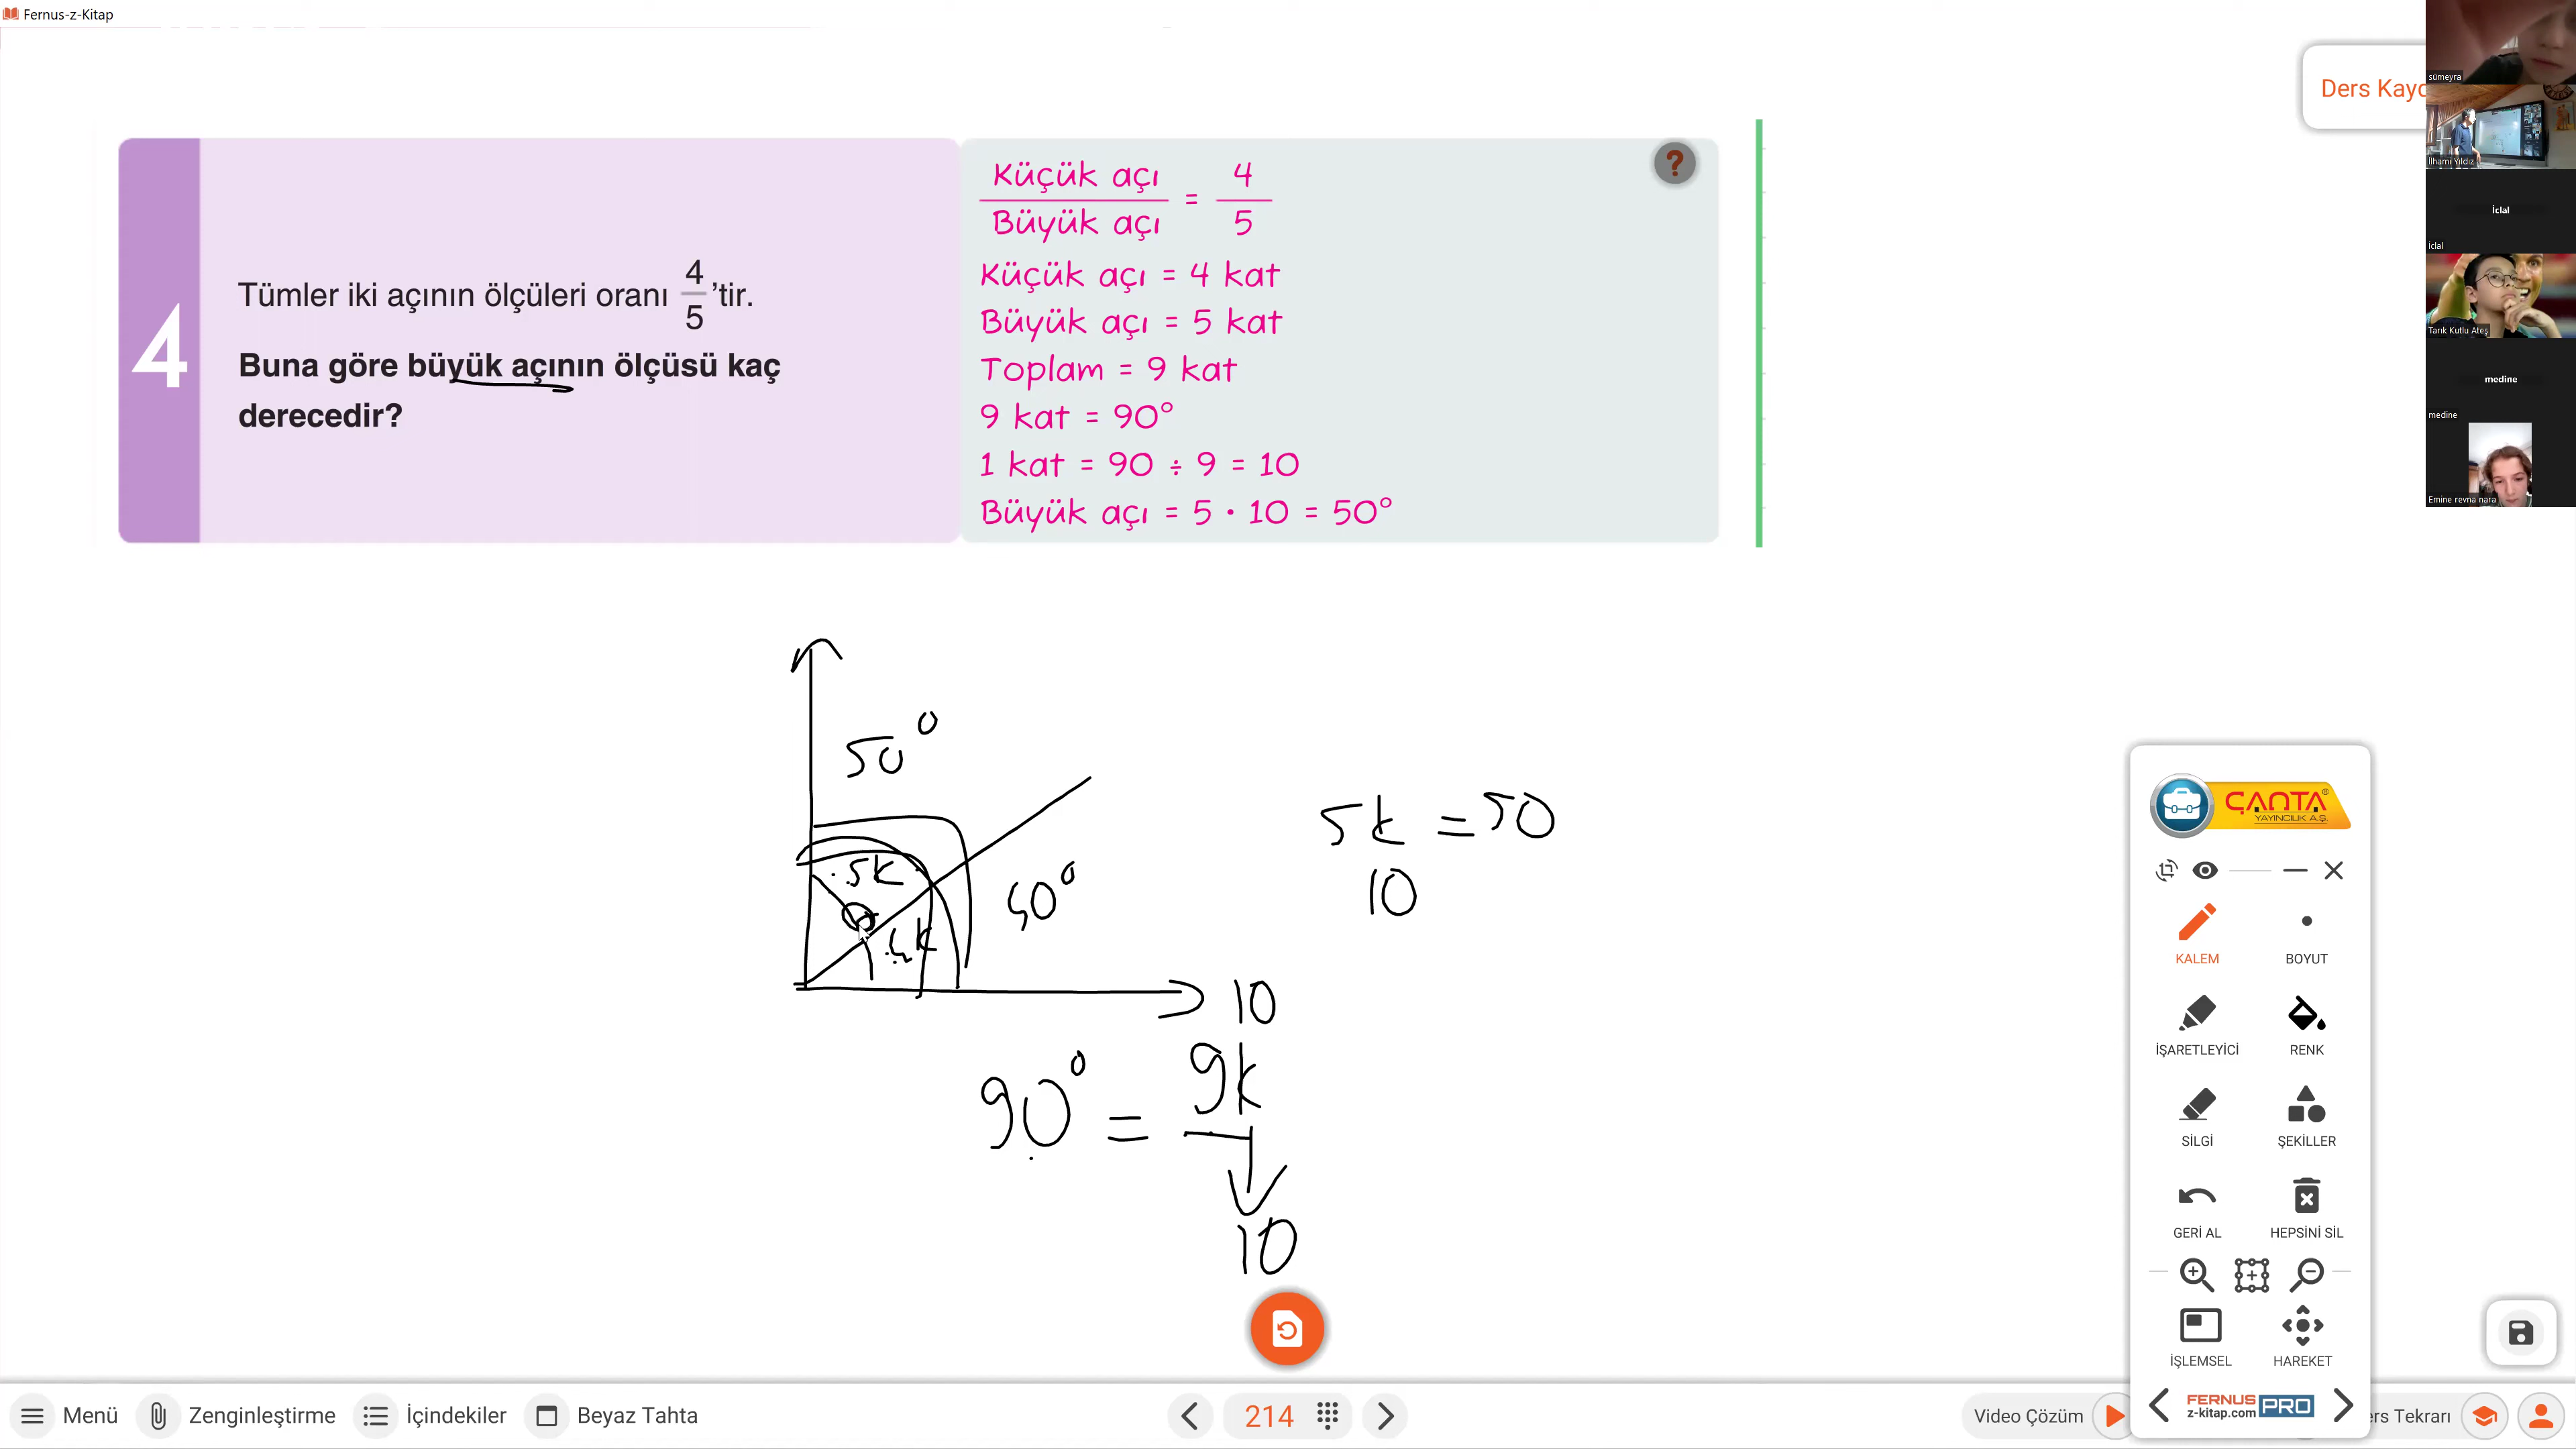 Fernus-z-Kitap
Ders Kayd
sümeyra
İlhami Yıldız
İclal
İclal
Tarık Kutlu Ateş
medine
medine
Emine revna nara
4
Tümler iki açının ölçüleri oranı 4/5 'tir.
Buna göre büyük açının ölçüsü kaç
derecedir?
Küçük açı / Büyük açı = 4/5
Küçük açı = 4 kat
Büyük açı = 5 kat
Toplam = 9 kat
9 kat = 90°
1 kat = 90 ÷ 9 = 10
Büyük açı = 5 · 10 = 50°
?
50°
5k
4k
40°
5k = 50
10
10
90° = 9k
10
ÇANTA
YAYINCILIK A.Ş.
KALEM
BOYUT
İŞARETLEYİCİ
RENK
SİLGİ
ŞEKİLLER
GERİ AL
HEPSİNİ SİL
İŞLEMSEL
HAREKET
FERNUS PRO
z-kitap.com
Menü
Zenginleştirme
İçindekiler
Beyaz Tahta
214
Video Çözüm
ers Tekrarı